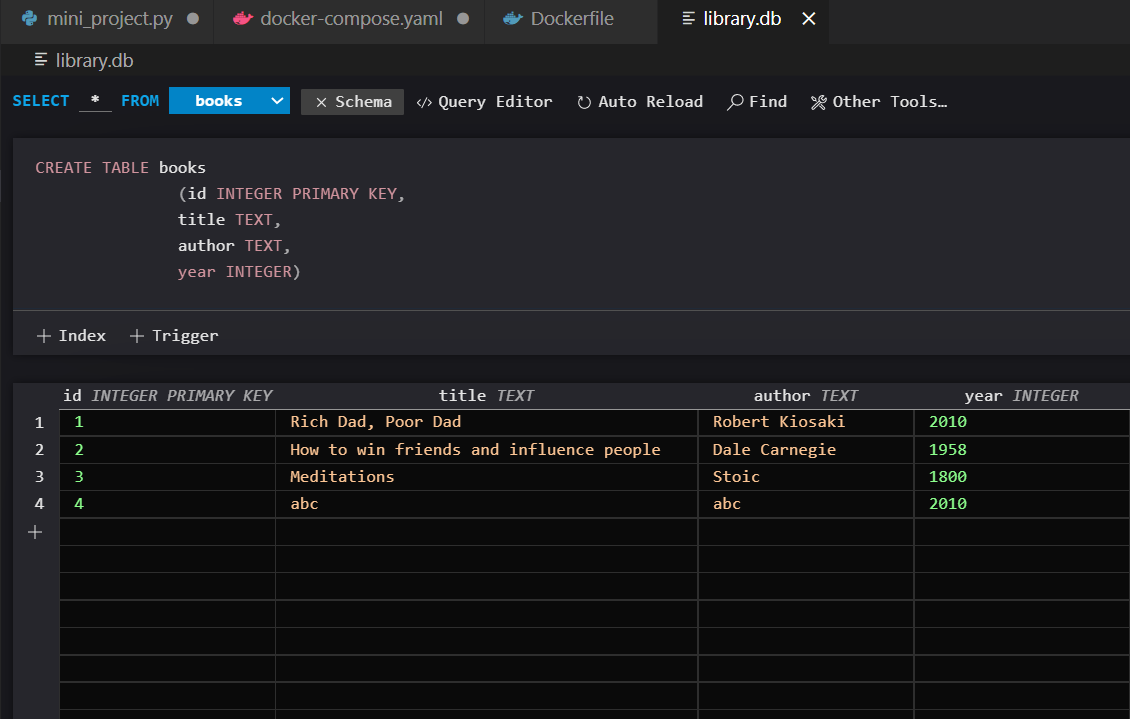 mini_project.py docker-compose.yaml Dockerfile library.db
library.db
SELECT * FROM books Schema Query Editor Auto Reload Find Other Tools…
CREATE TABLE books
(id INTEGER PRIMARY KEY,
title TEXT,
author TEXT,
year INTEGER)
+ Index + Trigger
id INTEGER PRIMARY KEY title TEXT author TEXT year INTEGER
1 1 Rich Dad, Poor Dad Robert Kiosaki 2010
2 2 How to win friends and influence people Dale Carnegie 1958
3 3 Meditations Stoic 1800
4 4 abc abc 2010
+